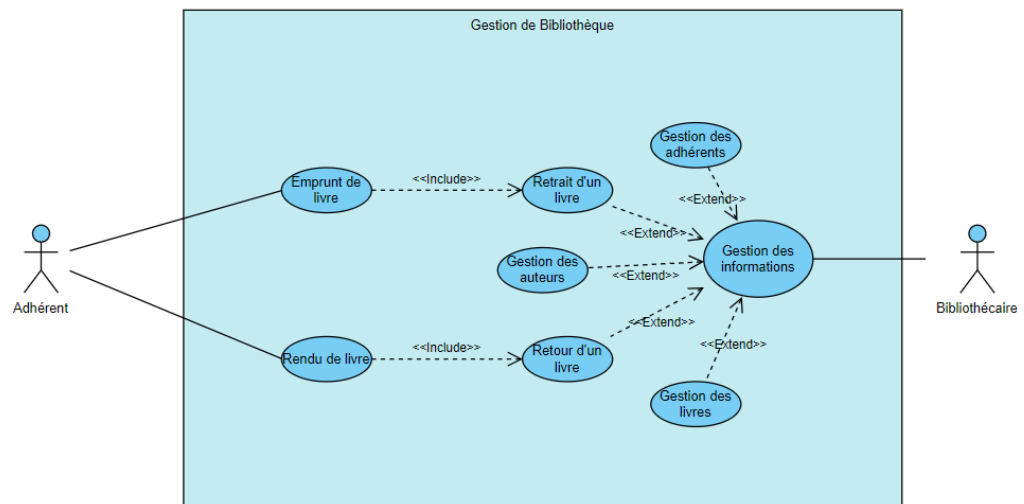 Gestion de Bibliothèque
Gestion des
adhérents
Emprunt de
livre
<<Include>>
Retrait d'un
livre
<<Extend>>
<<Extend>>
Gestion des
auteurs
<<Extend>>
Gestion des
informations
Adhérent
Bibliothécaire
<<Extend>>
Rendu de livre
<<Include>>
Retour d'un
livre
<<Extend>>
Gestion des
livres